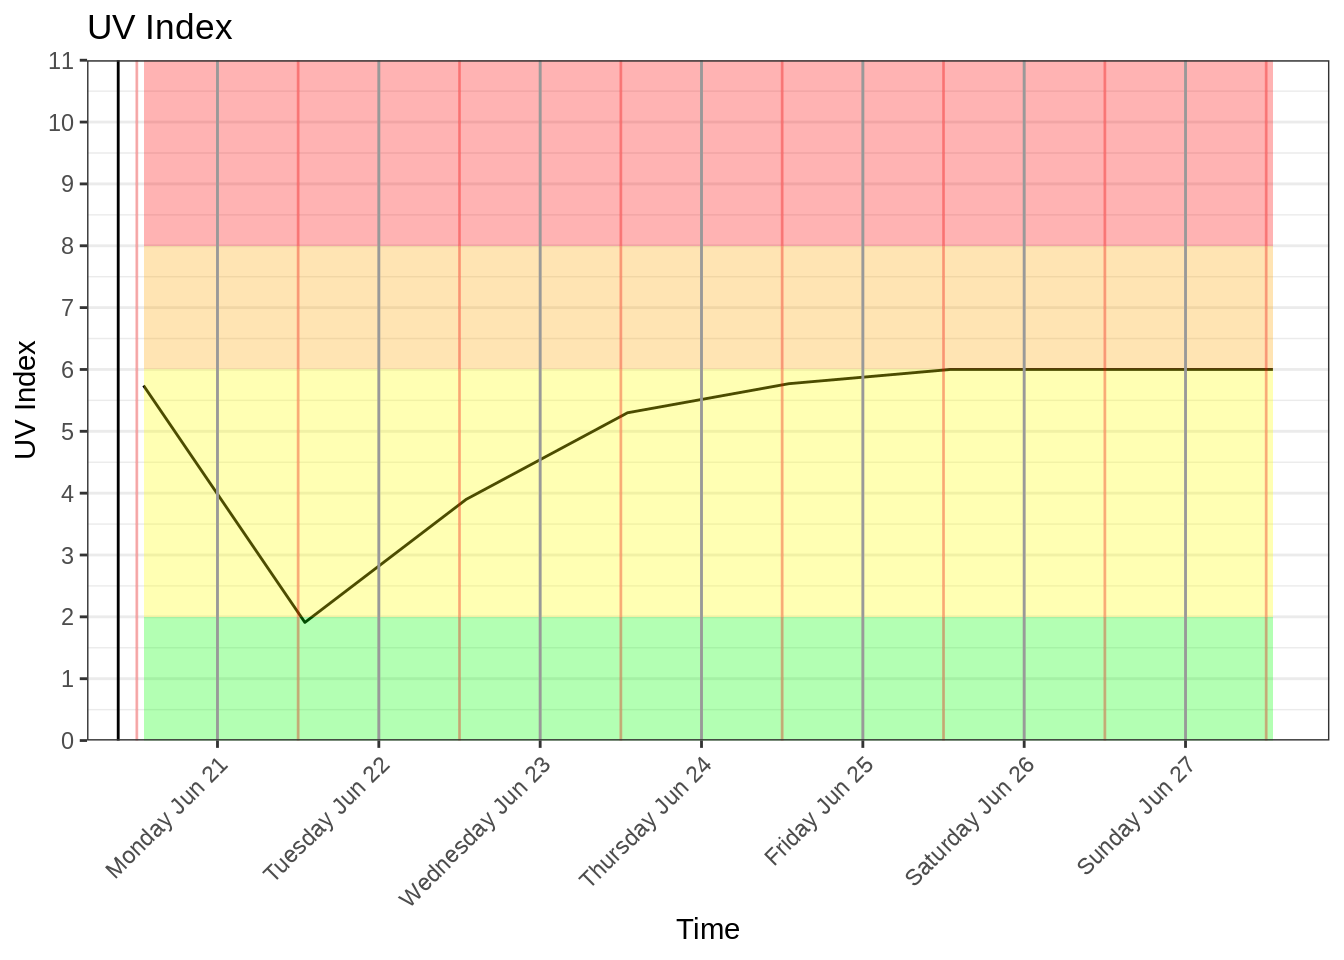 UV Index
11
10
9
8
7
6
5
4
3
2
1
0
UV Index
Monday Jun 21
Tuesday Jun 22
Wednesday Jun 23
Thursday Jun 24
Friday Jun 25
Saturday Jun 26
Sunday Jun 27
Time